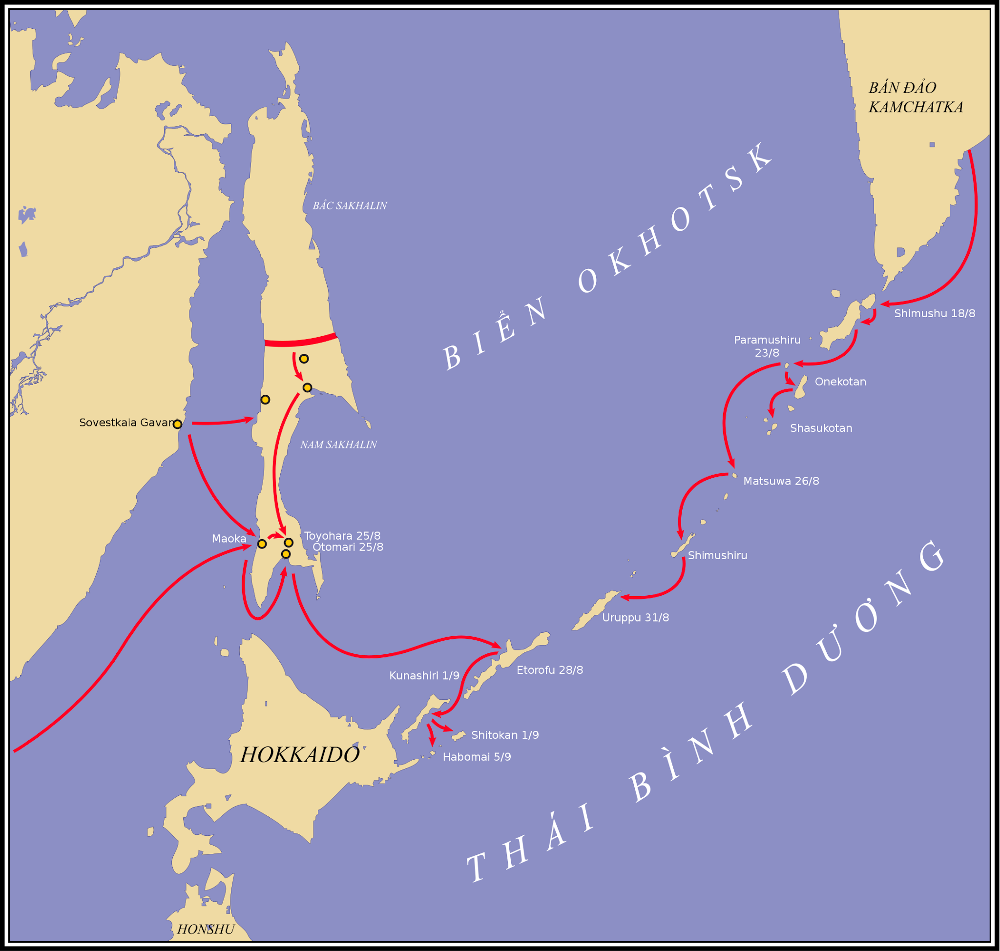 BÁN ĐẢO
KAMCHATKA
BẮC SAKHALIN
BIỂN OKHOTSK
Shimushu 18/8
Paramushiru
23/8
Onekotan
Sovestkaia Gavant
Shasukotan
NAM SAKHALIN
Matsuwa 26/8
Maoka
Toyohara 25/8
Otomari 25/8
Shimushiru
Uruppu 31/8
Etorofu 28/8
Kunashiri 1/9
Shitokan 1/9
HOKKAIDO
Habomai 5/9
THÁI BÌNH DƯƠNG
HONSHU